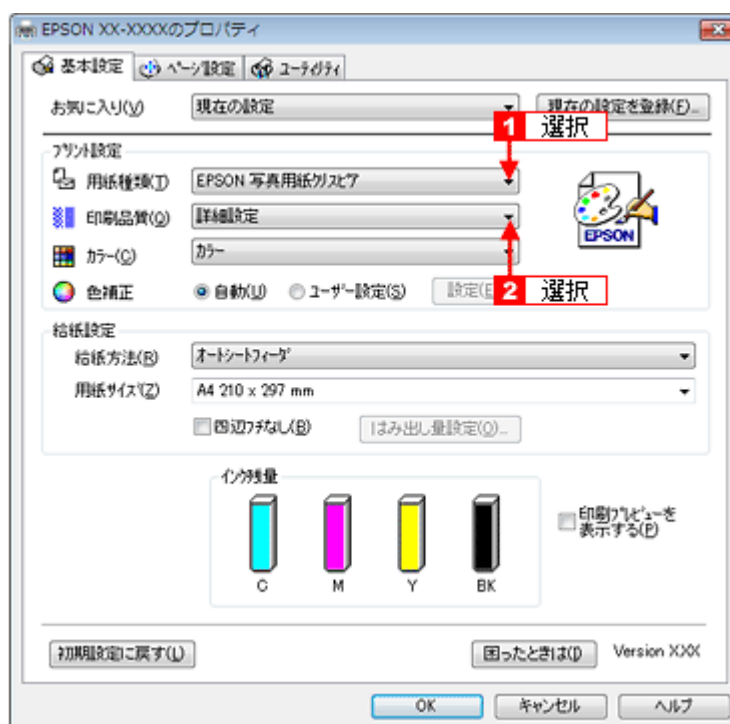 EPSON XX-XXXXのプロパティ
基本設定 ページ設定 ユーティリティ
お気に入り(V) 現在の設定 現在の設定を登録(F)...
1 選択
プリント設定
用紙種類(T) EPSON 写真用紙クリスピア
印刷品質(Q) 詳細設定
EPSON
カラー(C) カラー
色補正 自動(U) ユーザー設定(S) 設定(E
2 選択
給紙設定
給紙方法(R) オートシートフィーダ
用紙サイズ(Z) A4 210 x 297 mm
四辺フチなし(B) はみ出し量設定(O)...
インク残量
印刷プレビューを
表示する(P)
C M Y BK
初期設定に戻す(L) 困ったときは(I) Version X.XX
OK キャンセル ヘルプ